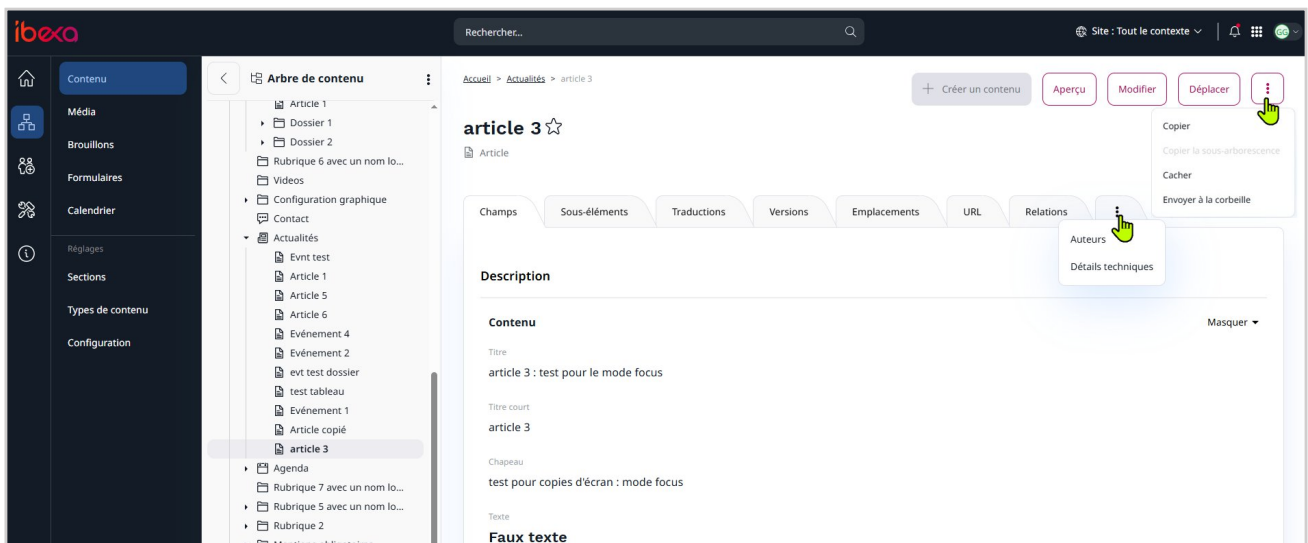 ibexa
Rechercher...
Site : Tout le contexte
GG
Contenu
Média
Brouillons
Formulaires
Calendrier
Réglages
Sections
Types de contenu
Configuration
Arbre de contenu
Article 1
Dossier 1
Dossier 2
Rubrique 6 avec un nom lo...
Videos
Configuration graphique
Contact
Actualités
Evnt test
Article 1
Article 5
Article 6
Evénement 4
Evénement 2
evt test dossier
test tableau
Evénement 1
Article copié
article 3
Agenda
Rubrique 7 avec un nom lo...
Rubrique 5 avec un nom lo...
Rubrique 2
Accueil > Actualités > article 3
+ Créer un contenu
Aperçu
Modifier
Déplacer
Copier
Copier la sous-arborescence
Cacher
Envoyer à la corbeille
article 3
Article
Champs
Sous-éléments
Traductions
Versions
Emplacements
URL
Relations
Auteurs
Détails techniques
Description
Contenu
Masquer
Titre
article 3 : test pour le mode focus
Titre court
article 3
Chapeau
test pour copies d'écran : mode focus
Texte
Faux texte